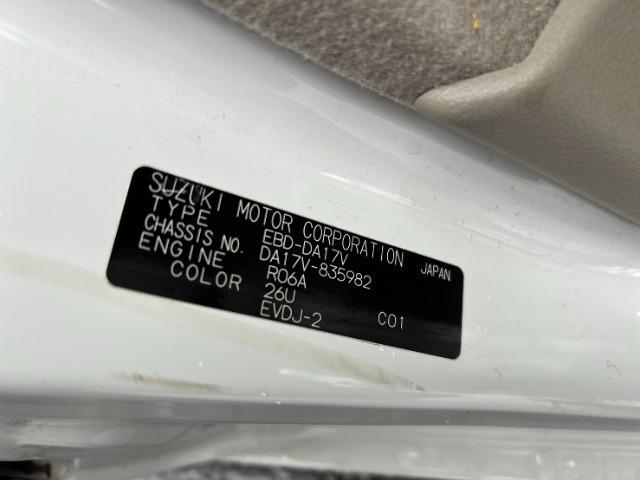 SUZUKI MOTOR CORPORATION JAPAN
TYPE EBD-DA17V
CHASSIS NO. DA17V-835982
ENGINE R06A
COLOR 26U
EVDJ-2 C01